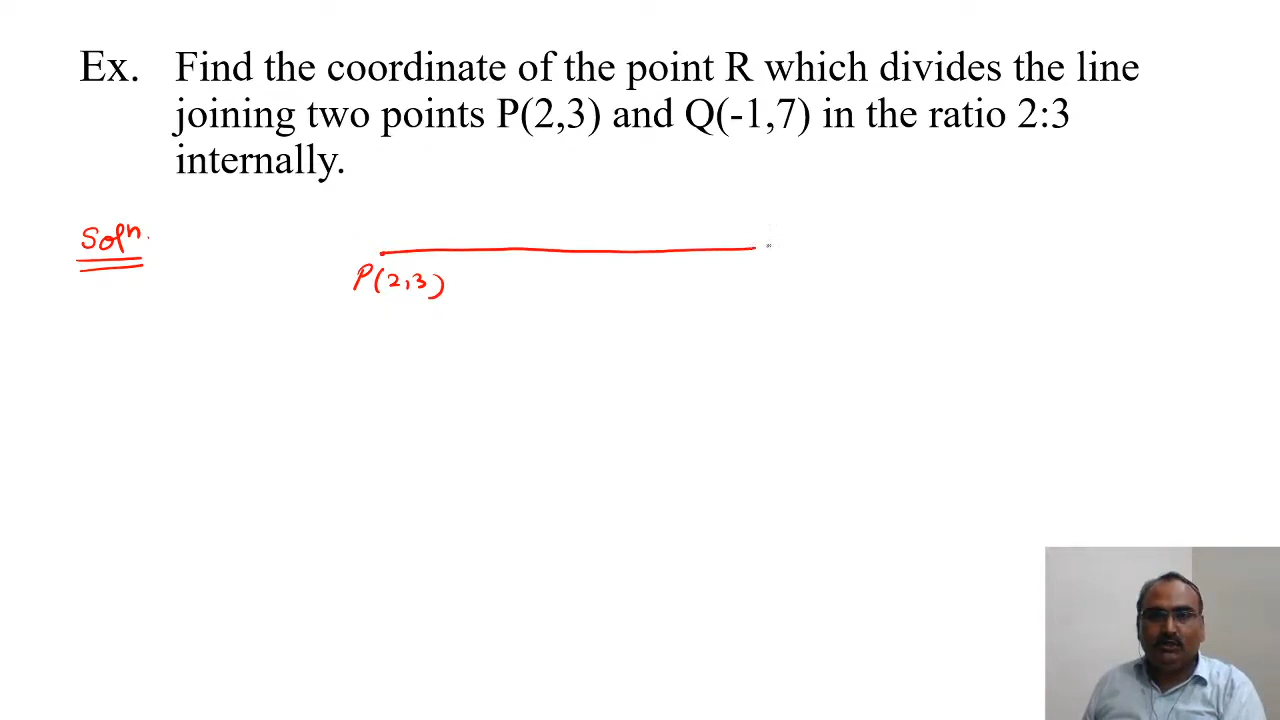 Ex. Find the coordinate of the point R which divides the line
joining two points P(2,3) and Q(-1,7) in the ratio 2:3
internally.
Solⁿ.
P(2,3)